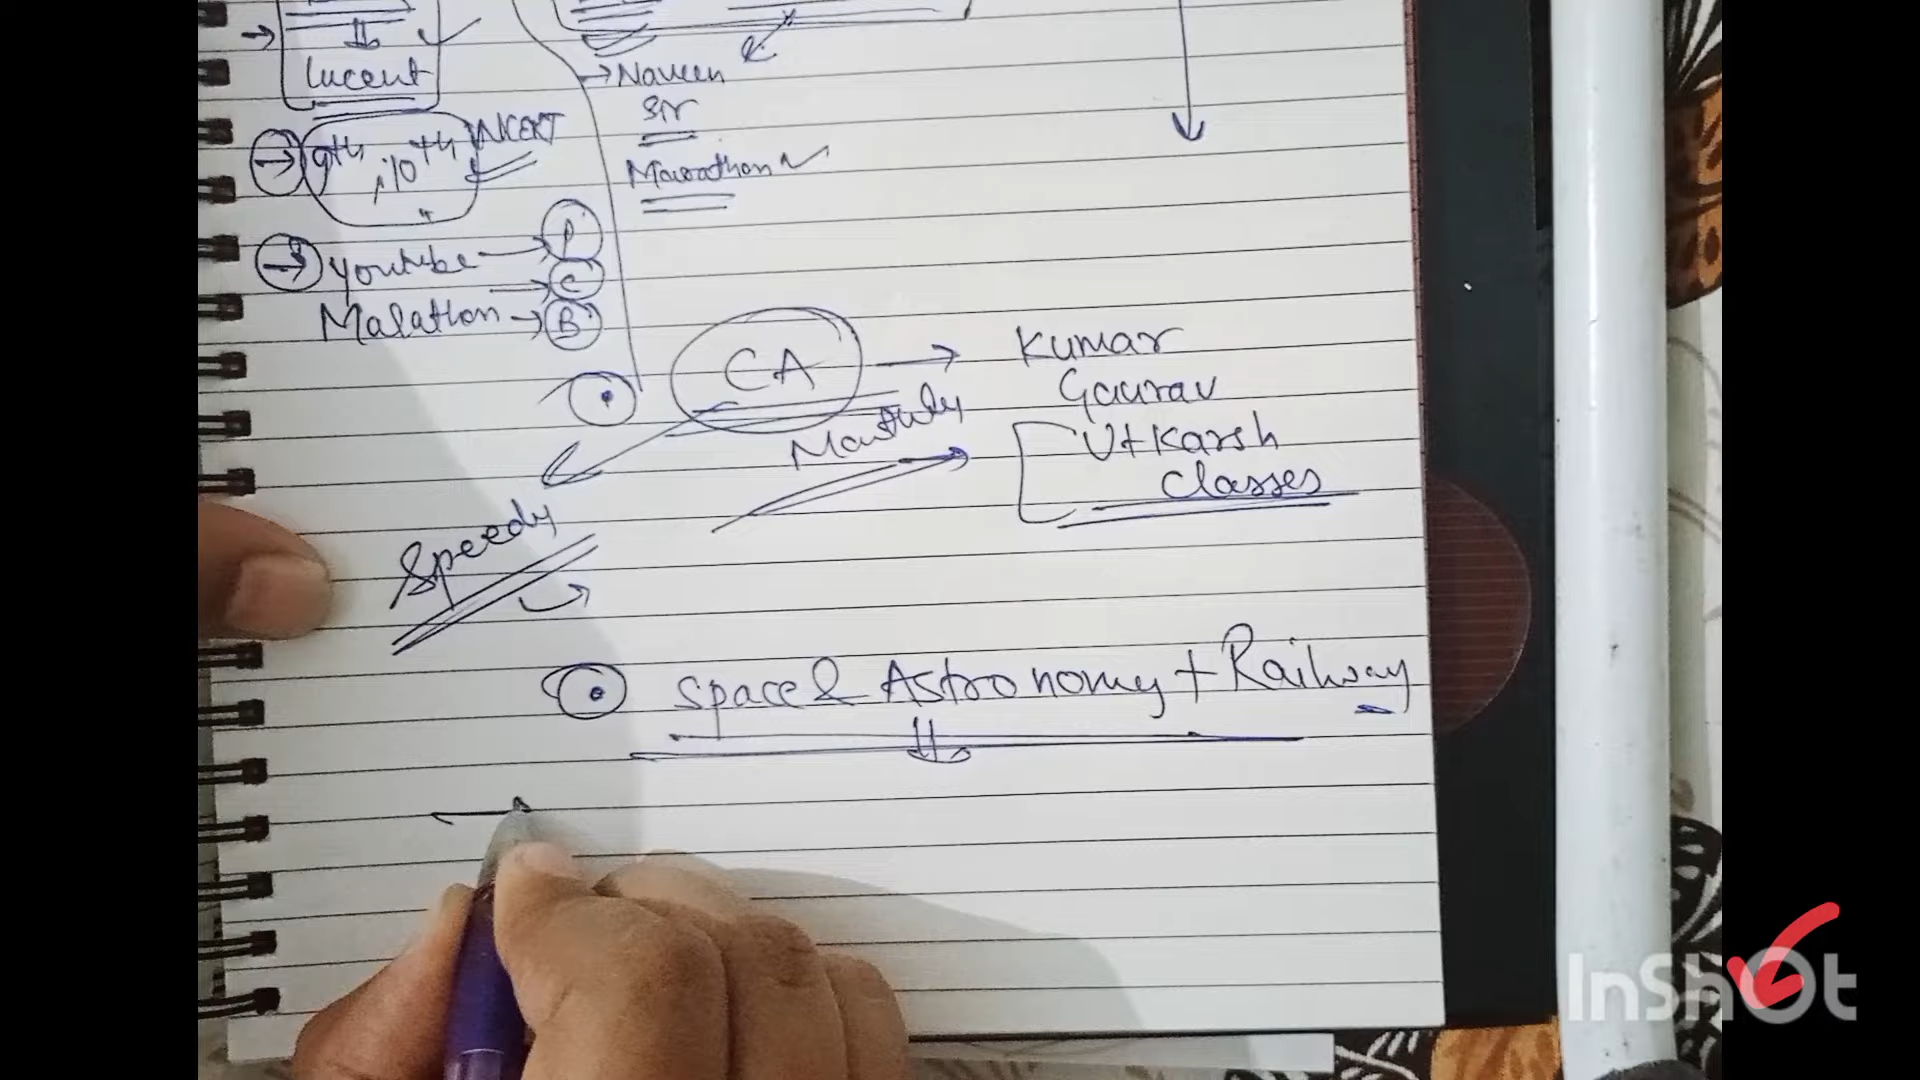 Lucent
9th, 10th NCERT
Youtube → P
→ C
Malathon → B
→ Naveen
Sir
Marathon
CA → Kumar
Gaurav
Monthly → Utkarsh
Classes
Speedy
Space & Astronomy + Railway
InShOt